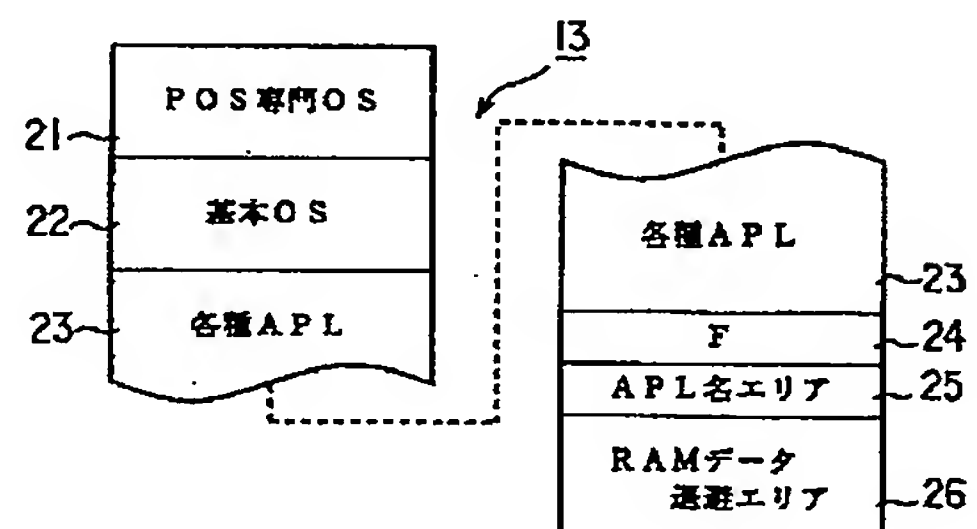 13
POS専門OS
21
基本OS
22
各種APL
23
各種APL
23
F
24
APL名エリア
25
RAMデータ
退避エリア
26